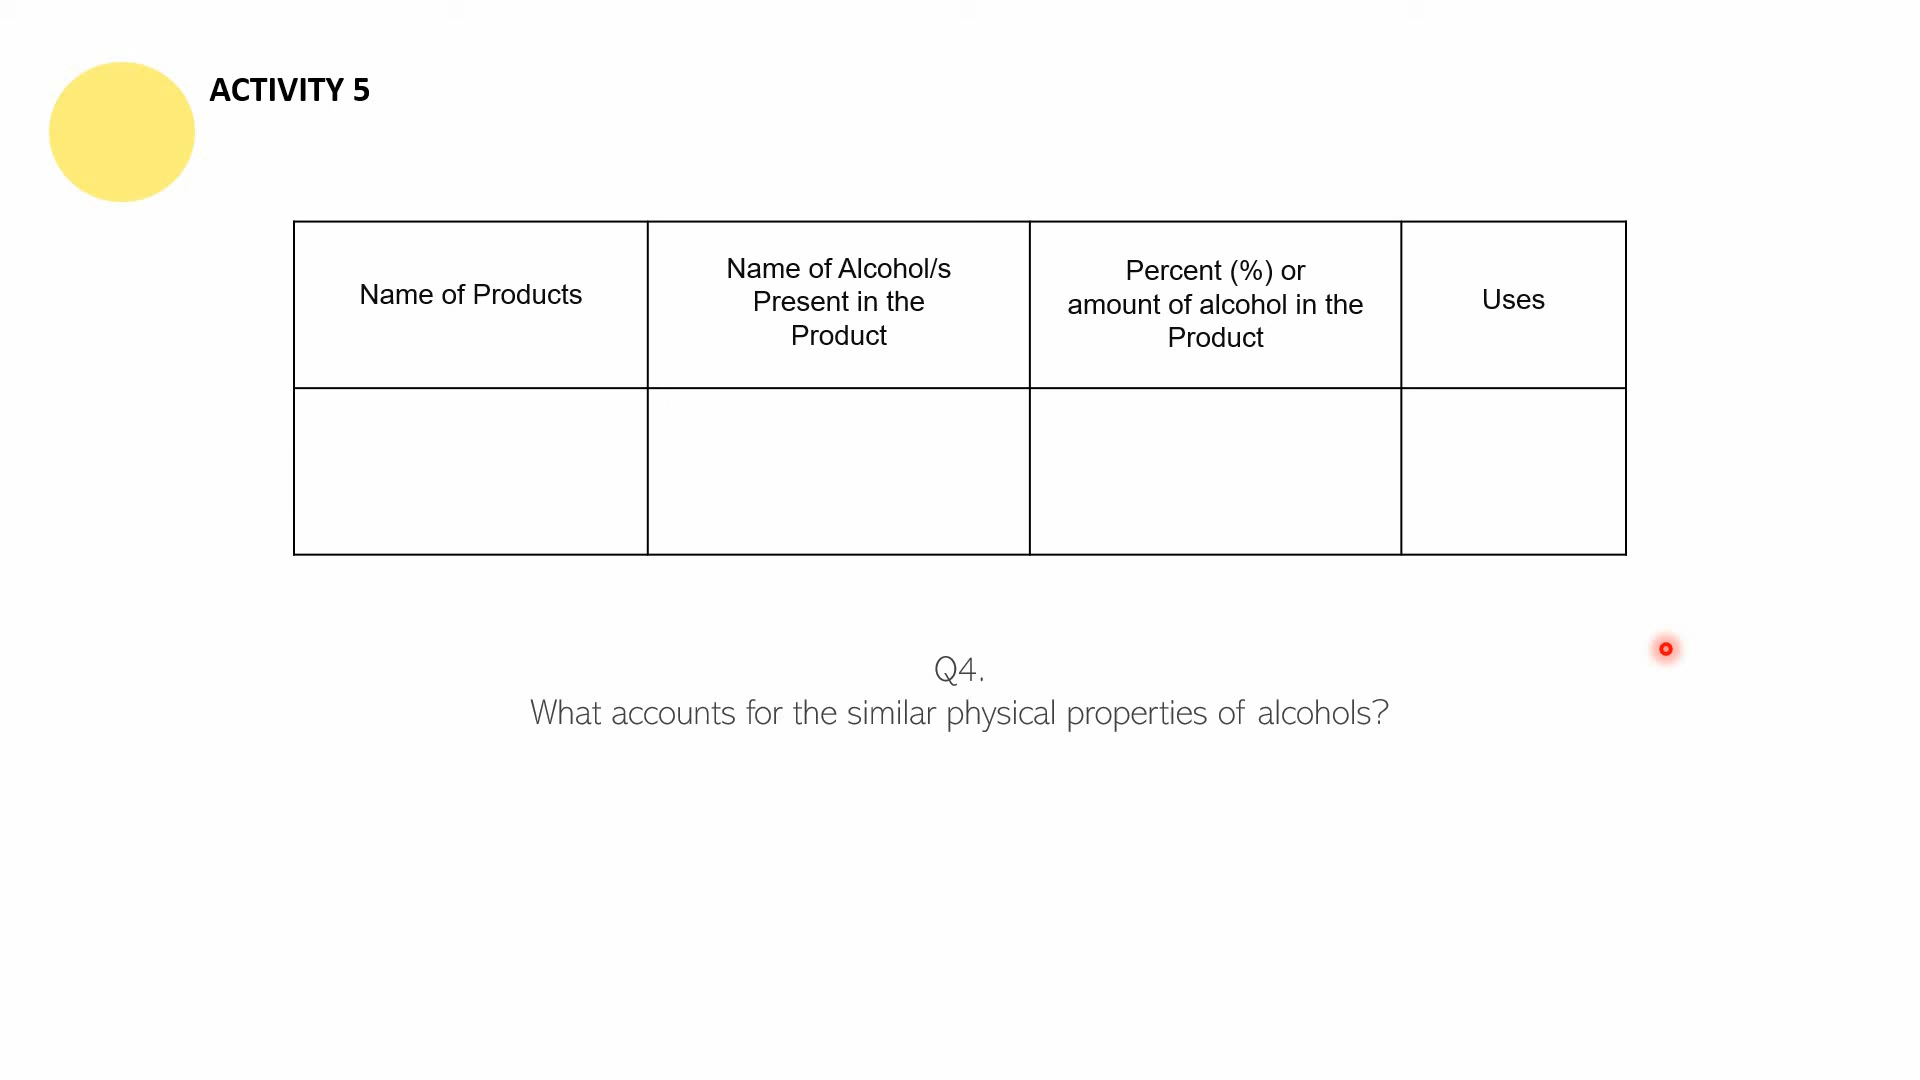 ACTIVITY 5
Name of Products
Name of Alcohol/s
Present in the
Product
Percent (%) or
amount of alcohol in the
Product
Uses
Q4.
What accounts for the similar physical properties of alcohols?